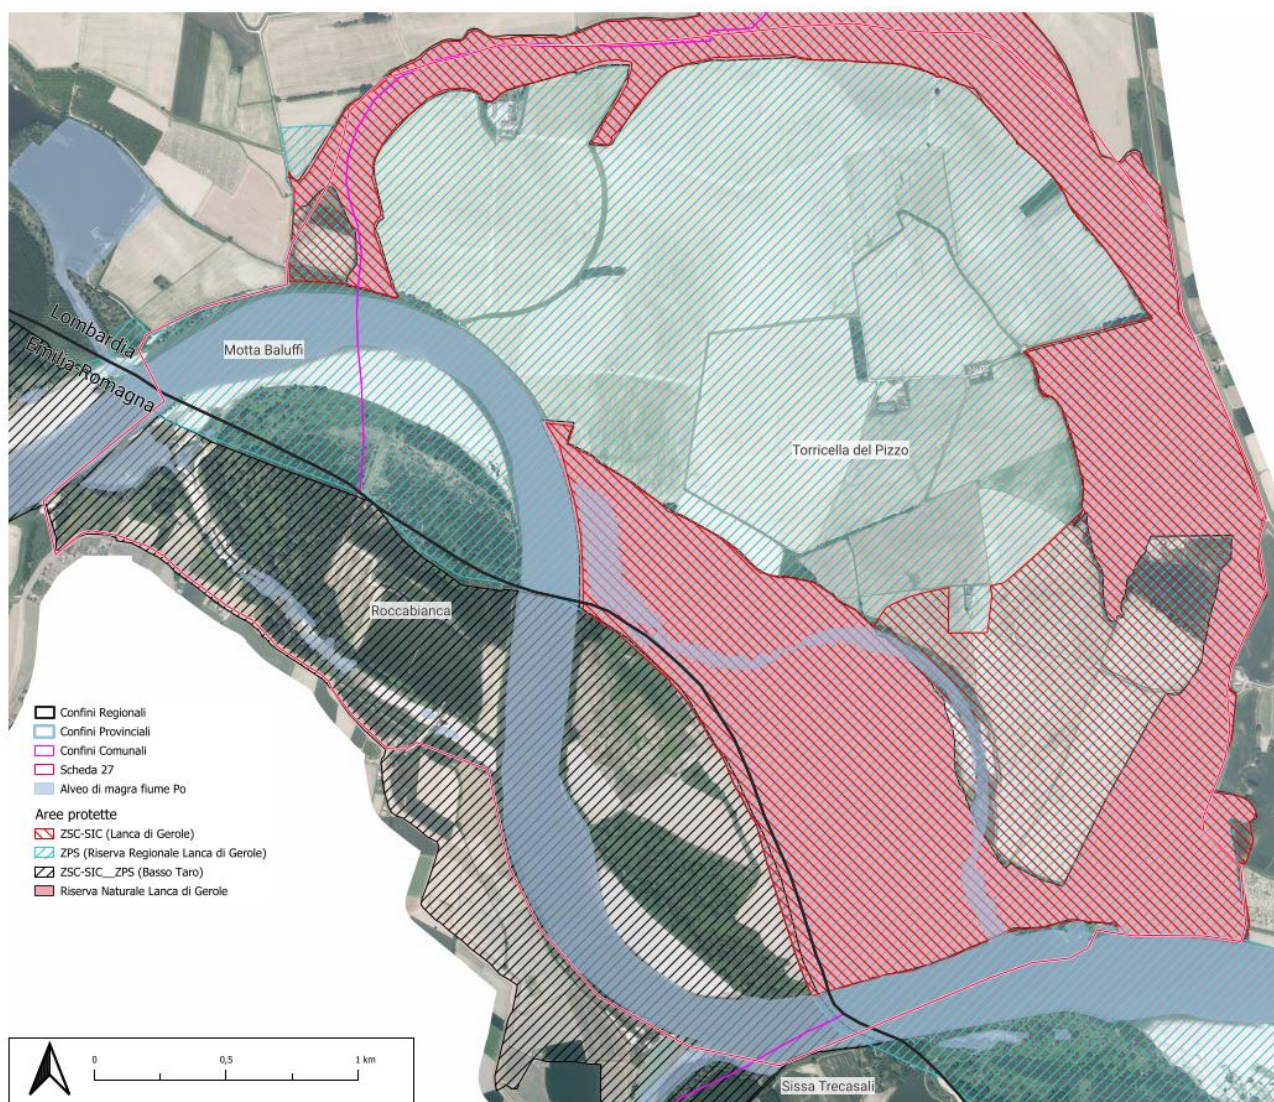 Lombardia
Emilia-Romagna
Motta Baluffi
Torricella del Pizzo
Roccabianca
Confini Regionali
Confini Provinciali
Confini Comunali
Scheda 27
Alveo di magra fiume Po
Aree protette
ZSC-SIC (Lanca di Gerole)
ZPS (Riserva Regionale Lanca di Gerole)
ZSC-SIC__ZPS (Basso Taro)
Riserva Naturale Lanca di Gerole
0 0,5 1 km
Sissa Trecasali